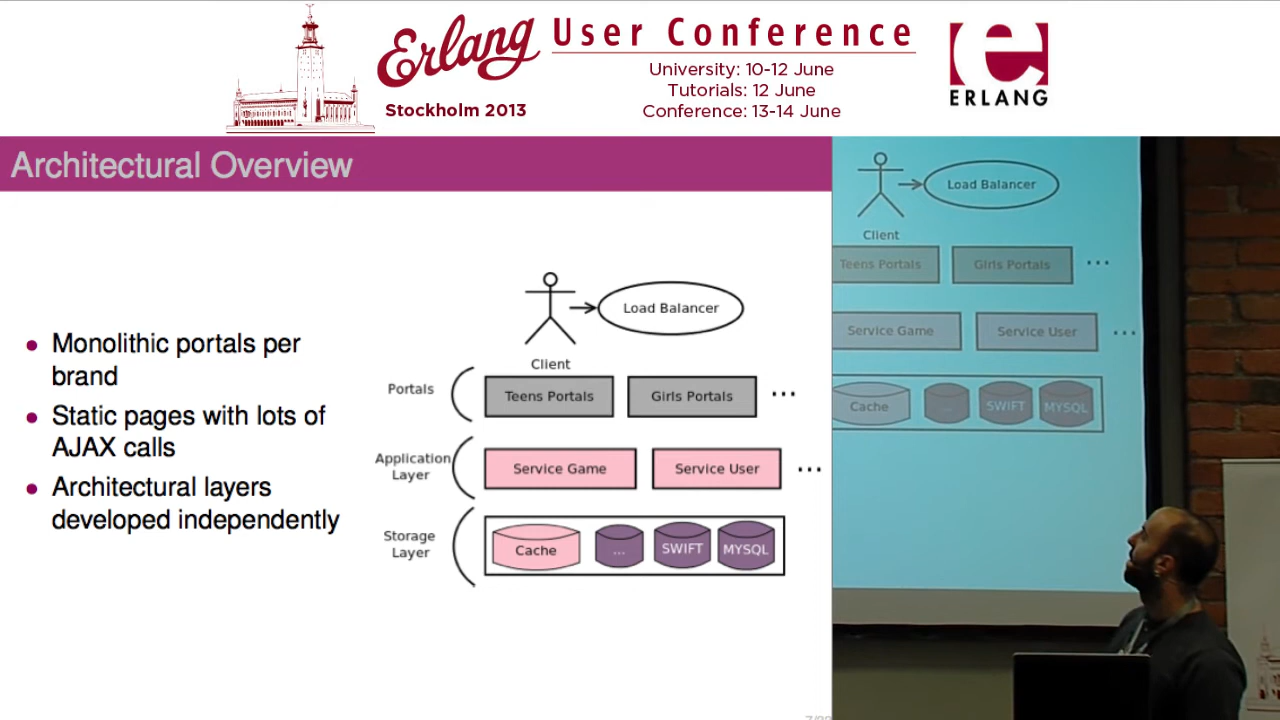 Erlang User Conference
University: 10-12 June
Tutorials: 12 June
Stockholm 2013
Conference: 13-14 June
ERLANG
Architectural Overview
Monolithic portals per
brand
Static pages with lots of
AJAX calls
Architectural layers
developed independently
Load Balancer
Client
Portals
Teens Portals
Girls Portals
...
Application
Layer
Service Game
Service User
...
Storage
Layer
Cache
...
SWIFT
MYSQL
Load Balancer
Client
Teens Portals
Girls Portals
...
Service Game
Service User
...
Cache
...
SWIFT
MYSQL